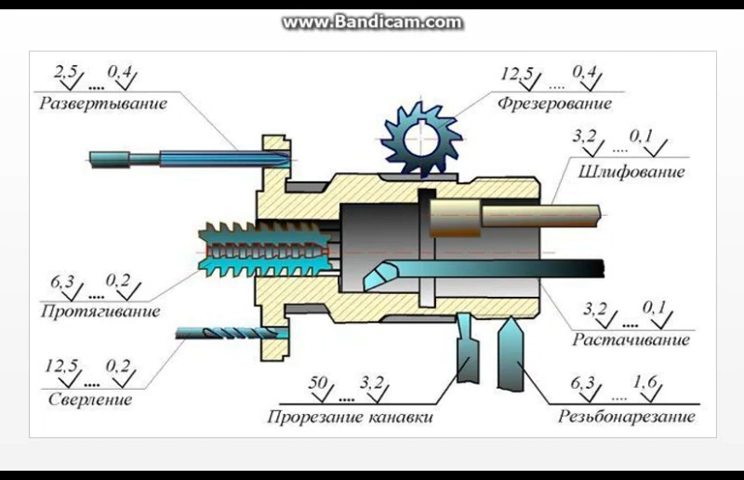 www.Bandicam.com
2,5 .... 0,4
Развертывание
12,5 .... 0,4
Фрезерование
3,2 .... 0,1
Шлифование
6,3 .... 0,2
Протягивание
3,2 .... 0,1
Растачивание
12,5 .... 0,2
Сверление
50 .... 3,2
Прорезание канавки
6,3 .... 1,6
Резьбонарезание